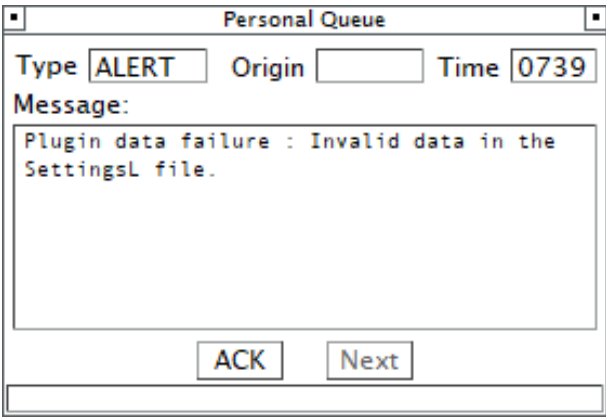 Personal Queue
Type ALERT Origin Time 0739
Message:
Plugin data failure : Invalid data in the
SettingsL file.
ACK Next